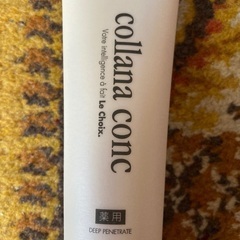 collana conc
Votre intelligence à fait Le Choix.
薬用
DEEP PENETRATE